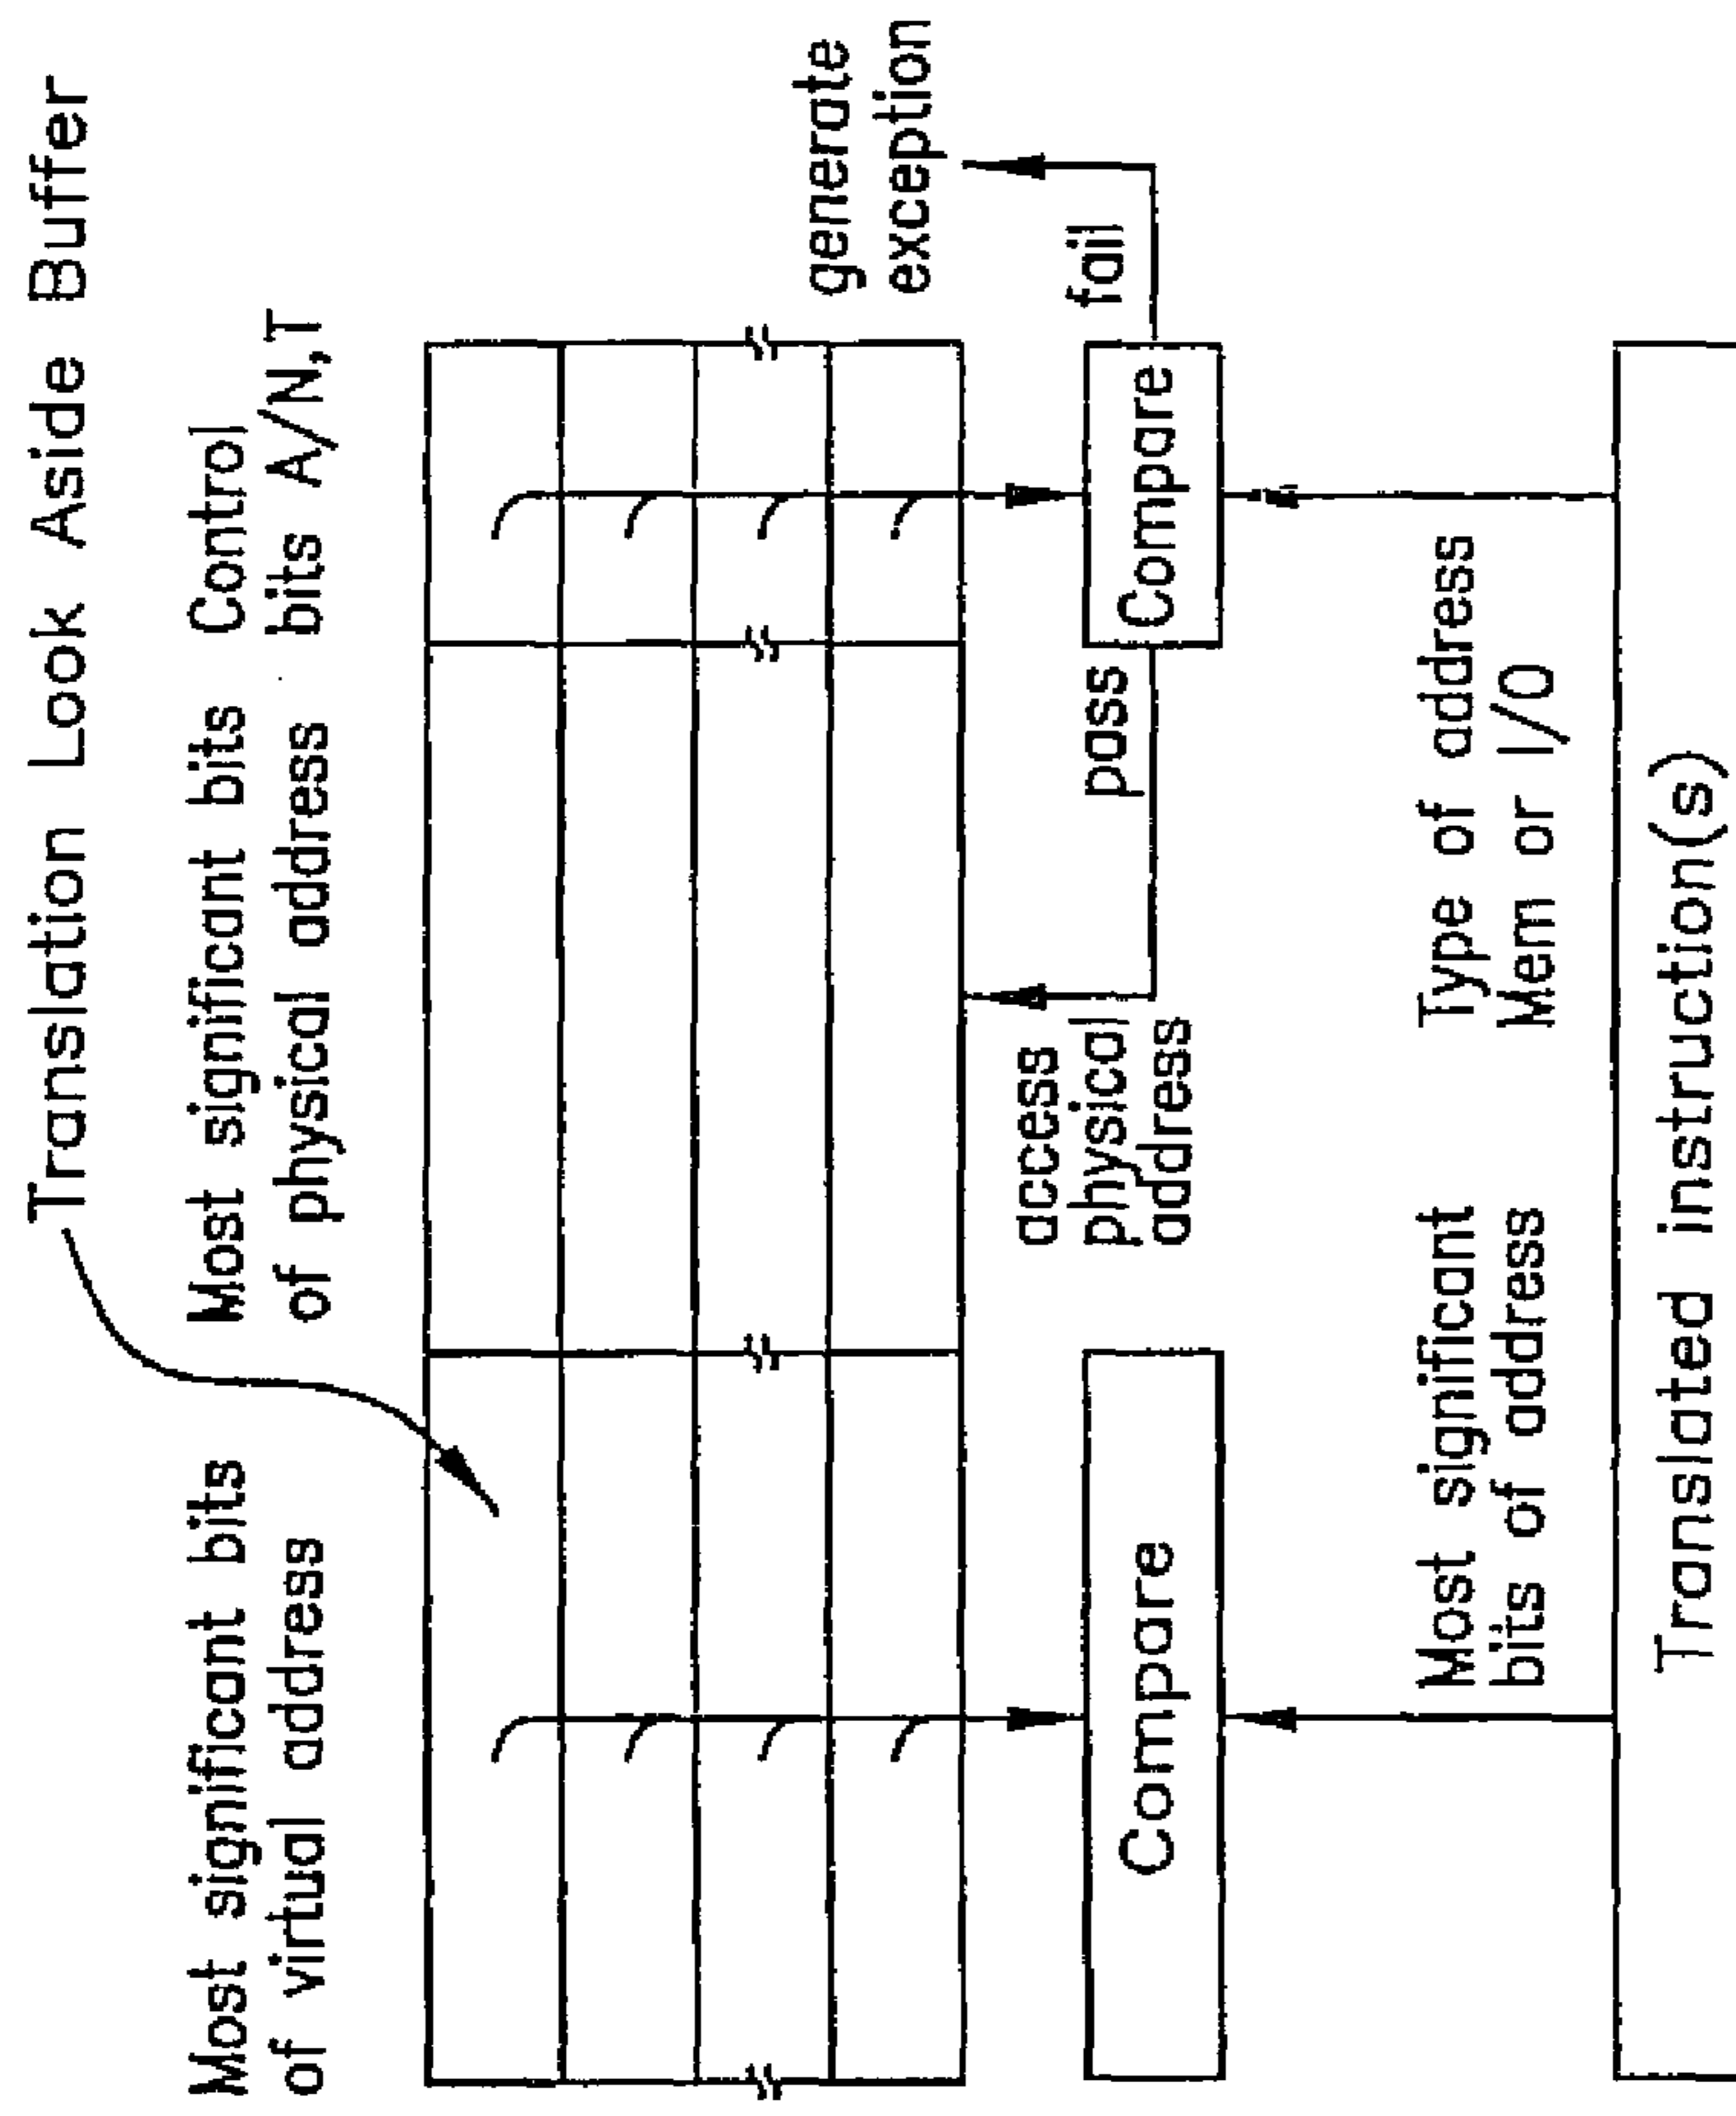 Translation Look Aside Buffer
Most significant bits
of virtual address
Most significant bits
of physical address
Control
bits A/N,T
generate
exception
access
physical
address
pass
fail
Compare
Compare
Most significant
bits of address
Type of address
Mem or I/O
Translated instruction(s)